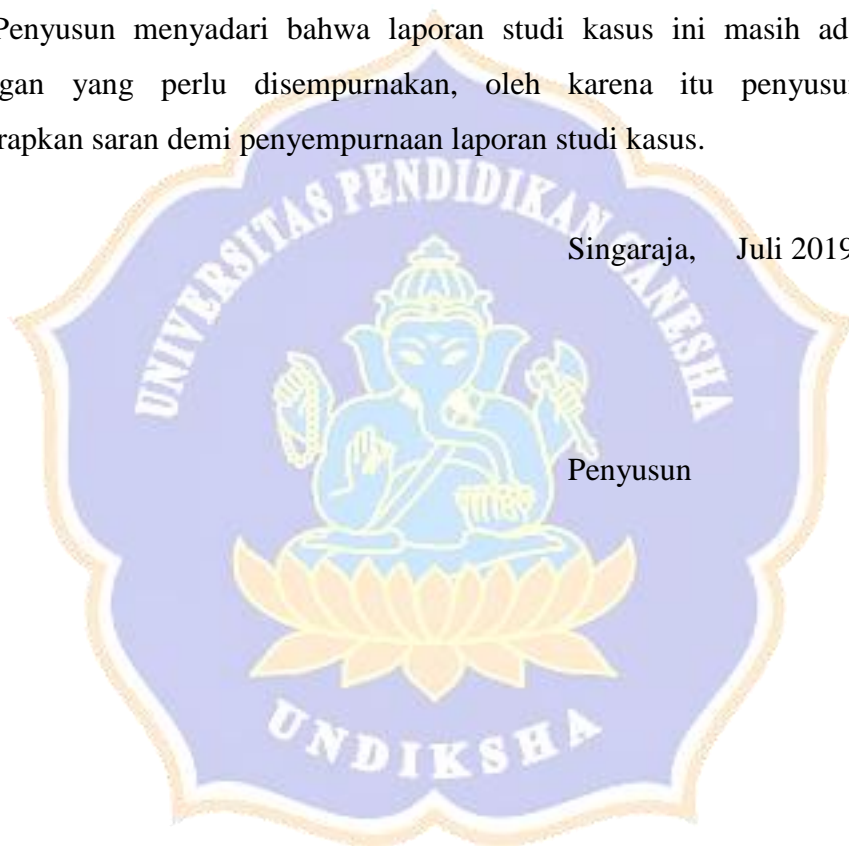 Penyusun menyadari bahwa laporan studi kasus ini masih ad
gan yang perlu disempurnakan, oleh karena itu penyusu
rapkan saran demi penyempurnaan laporan studi kasus.
UNIVERSITAS PENDIDIKAN GANESHA
Singaraja, Juli 2019
Penyusun
UNDIKSHA